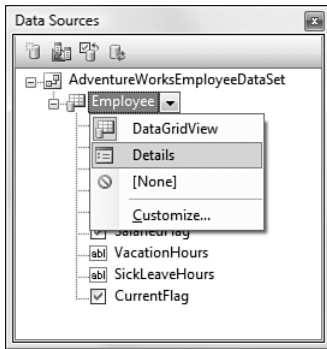 Data Sources
AdventureWorksEmployeeDataSet
Employee
DataGridView
Details
[None]
Customize...
SalariedFlag
VacationHours
SickLeaveHours
CurrentFlag